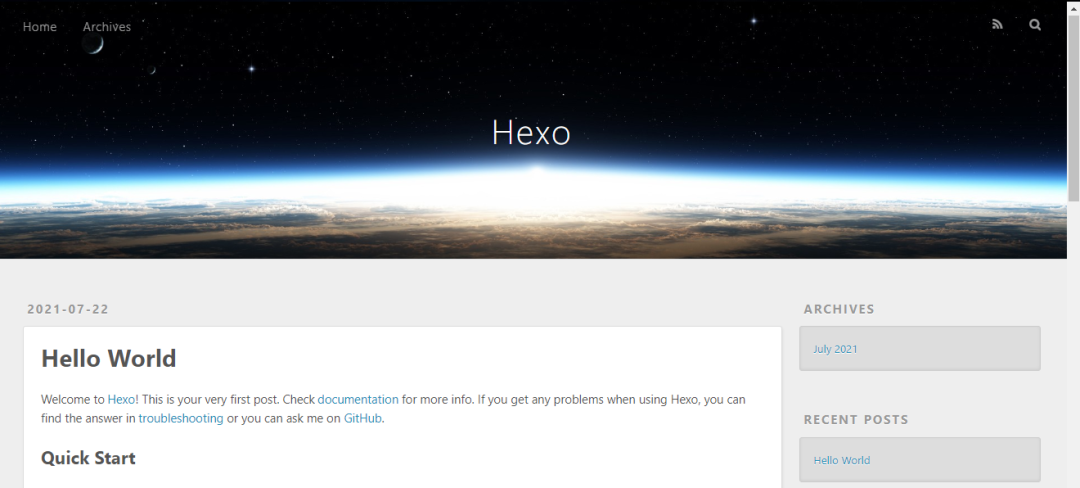 Home
Archives
Hexo
2021-07-22
Hello World
Welcome to Hexo! This is your very first post. Check documentation for more info. If you get any problems when using Hexo, you can
find the answer in troubleshooting or you can ask me on GitHub.
Quick Start
ARCHIVES
July 2021
RECENT POSTS
Hello World